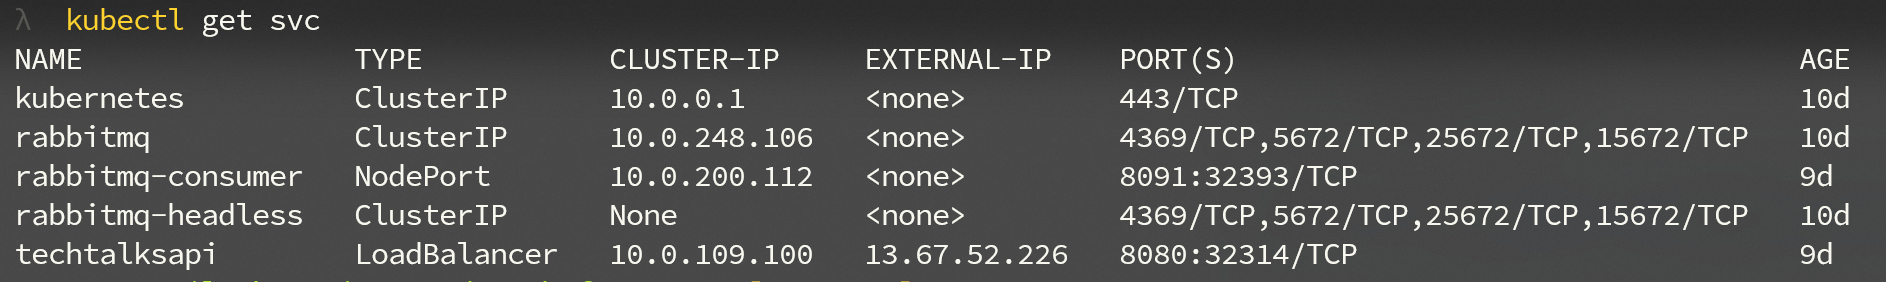 λ kubectl get svc
NAME TYPE CLUSTER-IP EXTERNAL-IP PORT(S) AGE
kubernetes ClusterIP 10.0.0.1 <none> 443/TCP 10d
rabbitmq ClusterIP 10.0.248.106 <none> 4369/TCP,5672/TCP,25672/TCP,15672/TCP 10d
rabbitmq-consumer NodePort 10.0.200.112 <none> 8091:32393/TCP 9d
rabbitmq-headless ClusterIP None <none> 4369/TCP,5672/TCP,25672/TCP,15672/TCP 10d
techtalksapi LoadBalancer 10.0.109.100 13.67.52.226 8080:32314/TCP 9d